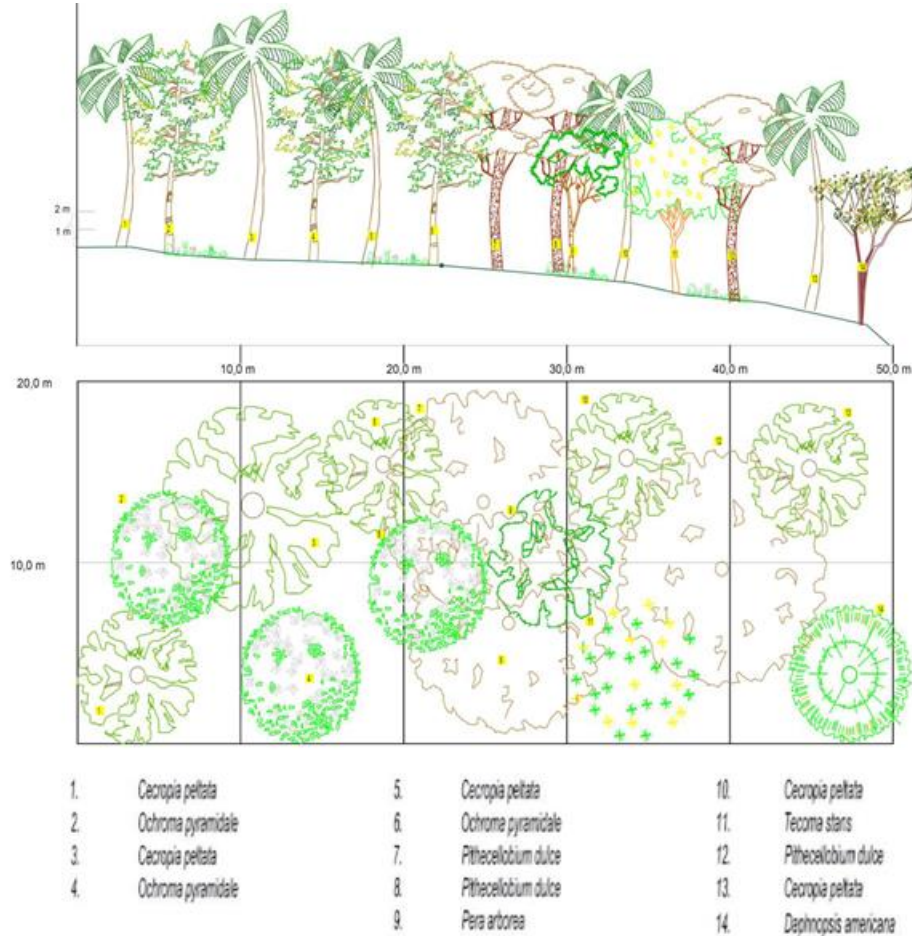 2 m
1 m
10,0 m 20,0 m 30,0 m 40,0 m 50,0 m
20,0 m
10,0 m
1. Cecropia peltata
2 Ochroma pyramidale
3. Cecropia peltata
4. Ochroma pyramidale
5. Cecropia peltata
6. Ochroma pyramidale
7. Pithecellobium dulce
8. Pithecellobium dulce
9. Pera arborea
10. Cecropia peltata
11. Tecoma stans
12. Pithecellobium dulce
13. Cecropia peltata
14. Daphnopsis americana